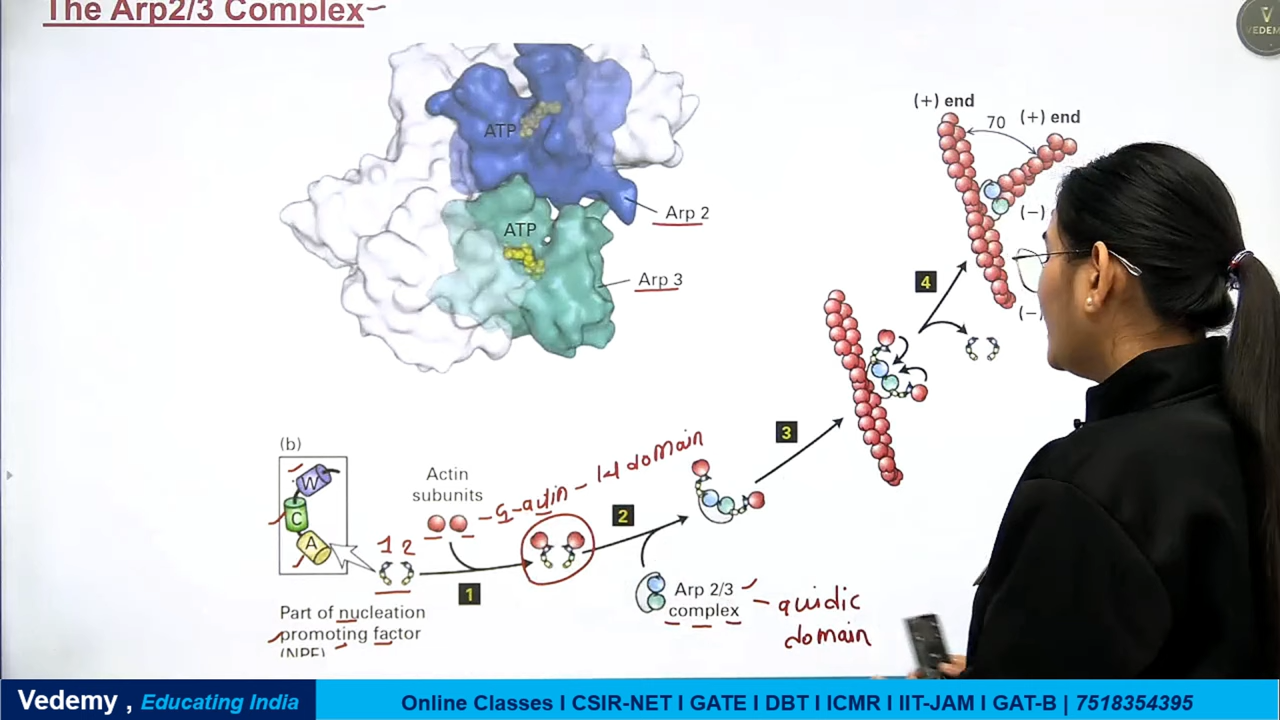 The Arp2/3 Complex
VEDEM
(+) end
70
(+) end
ATP
Arp 2
ATP
(–)
Arp 3
4
(–)
3
(b)
W
C
A
Actin
subunits
G-actin - W domain
2
1 2
1
Arp 2/3
complex
- acidic
domain
Part of nucleation
promoting factor
(NPF)
Vedemy , Educating India
Online Classes I CSIR-NET I GATE I DBT I ICMR I IIT-JAM I GAT-B | 7518354395